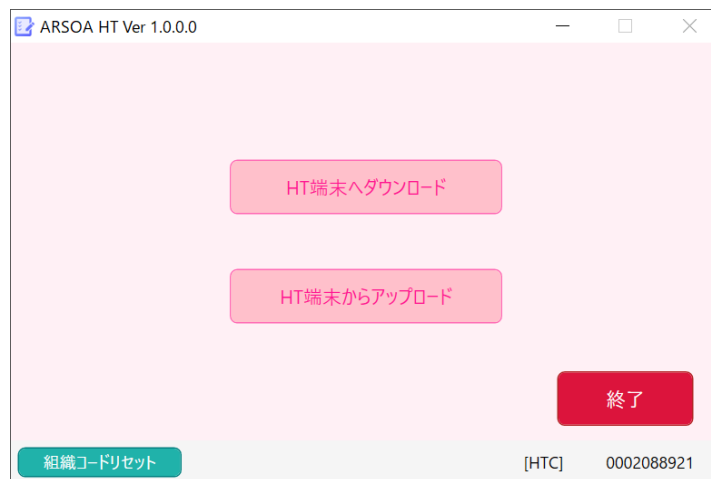 ARSOA HT Ver 1.0.0.0
HT端末へダウンロード
HT端末からアップロード
終了
組織コードリセット [HTC] 0002088921